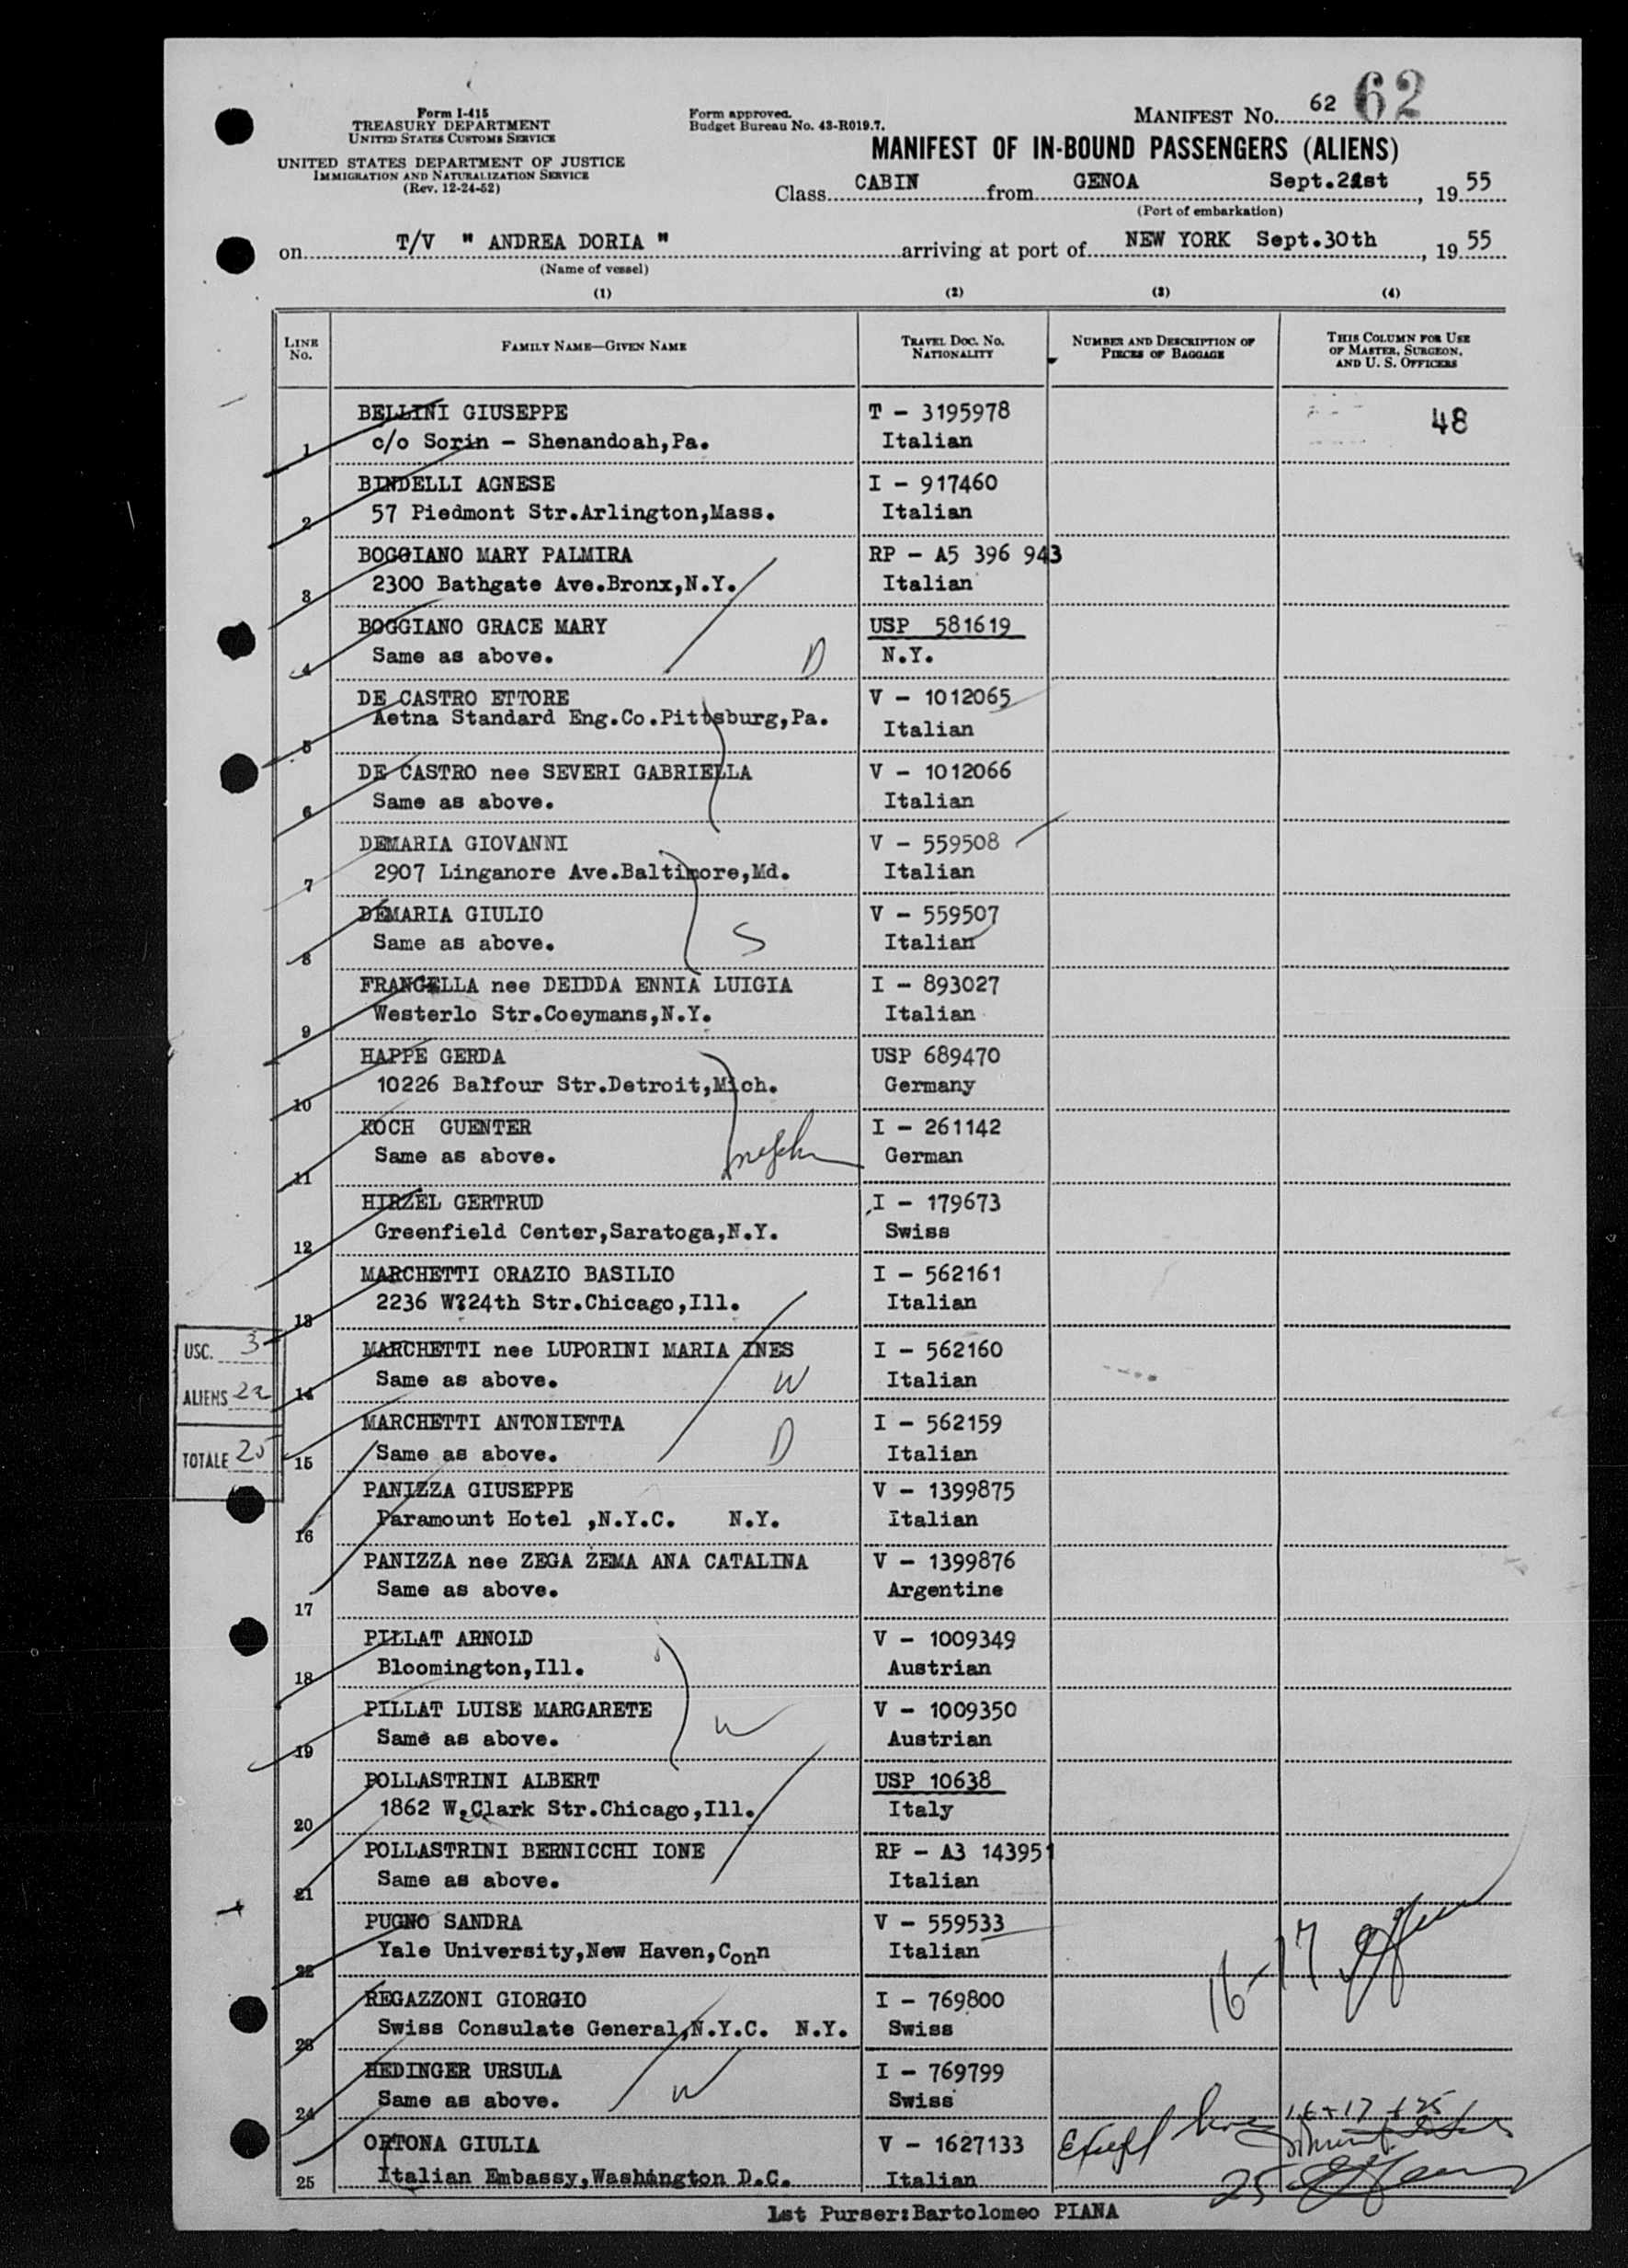 Form I-415
TREASURY DEPARTMENT
UNITED STATES CUSTOMS SERVICE
UNITED STATES DEPARTMENT OF JUSTICE
IMMIGRATION AND NATURALIZATION SERVICE
(Rev. 12-24-52)
Form approved.
Budget Bureau No. 43-R019.7.
MANIFEST No. 62 62
MANIFEST OF IN-BOUND PASSENGERS (ALIENS)
Class CABIN from GENOA Sept.21st, 19 55
(Port of embarkation)
on T/V " ANDREA DORIA " arriving at port of NEW YORK Sept.30th, 19 55
(Name of vessel)
(1) (2) (3) (4)
LINE No. FAMILY NAME—GIVEN NAME TRAVEL DOC. NO. NATIONALITY NUMBER AND DESCRIPTION OF PIECES OF BAGGAGE THIS COLUMN FOR USE OF MASTER, SURGEON, AND U. S. OFFICERS
BELLINI GIUSEPPE T - 3195978 48
1 c/o Sorin - Shenandoah,Pa. Italian
BINDELLI AGNESE I - 917460
2 57 Piedmont Str.Arlington,Mass. Italian
BOGGIANO MARY PALMIRA RP - A5 396 943
3 2300 Bathgate Ave.Bronx,N.Y. Italian
BOGGIANO GRACE MARY USP 581619
4 Same as above. D N.Y.
DE CASTRO ETTORE V - 1012065
5 Aetna Standard Eng.Co.Pittsburg,Pa. Italian
DE CASTRO nee SEVERI GABRIELLA V - 1012066
6 Same as above. Italian
DEMARIA GIOVANNI V - 559508
7 2907 Linganore Ave.Baltimore,Md. Italian
DEMARIA GIULIO V - 559507
8 Same as above. S Italian
FRANCELLA nee DEIDDA ENNIA LUIGIA I - 893027
9 Westerlo Str.Coeymans,N.Y. Italian
HAPPE GERDA USP 689470
10 10226 Balfour Str.Detroit,Mich. Germany
KOCH GUENTER I - 261142
11 Same as above. German
HIRZEL GERTRUD I - 179673
12 Greenfield Center,Saratoga,N.Y. Swiss
MARCHETTI ORAZIO BASILIO I - 562161
13 2236 W.24th Str.Chicago,Ill. Italian
USC. 3
MARCHETTI nee LUPORINI MARIA INES I - 562160
ALIENS 22
14 Same as above. W Italian
MARCHETTI ANTONIETTA I - 562159
TOTALE 25
15 Same as above. D Italian
PANIZZA GIUSEPPE V - 1399875
16 Paramount Hotel ,N.Y.C. N.Y. Italian
PANIZZA nee ZEGA ZEMA ANA CATALINA V - 1399876
17 Same as above. Argentine
PILLAT ARNOLD V - 1009349
18 Bloomington,Ill. Austrian
PILLAT LUISE MARGARETE V - 1009350
19 Same as above. W Austrian
POLLASTRINI ALBERT USP 10638
20 1862 W.Clark Str.Chicago,Ill. Italy
POLLASTRINI BERNICCHI IONE RP - A3 143951
21 Same as above. Italian
PUGNO SANDRA V - 559533
22 Yale University,New Haven,Conn Italian
16-17
REGAZZONI GIORGIO I - 769800
23 Swiss Consulate General,N.Y.C. N.Y. Swiss
HEDINGER URSULA I - 769799
24 Same as above. W Swiss
16+17 +25
ORTONA GIULIA V - 1627133
25 Italian Embassy,Washington D.C. Italian 25
1st Purser:Bartolomeo PIANA